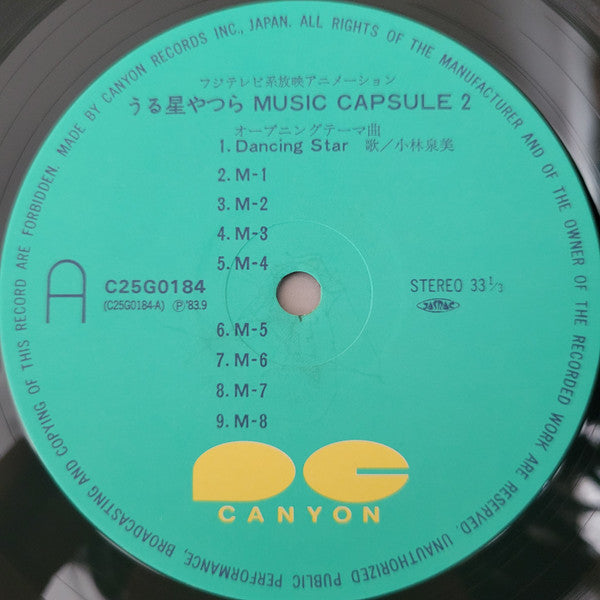 MADE BY CANYON RECORDS INC., JAPAN. ALL RIGHTS OF THE MANUFACTURER AND OF THE OWNER OF THE RECORDED WORK ARE RESERVED. UNAUTHORIZED PUBLIC PERFORMANCE, BROADCASTING AND COPYING OF THIS RECORD ARE FORBIDDEN.
フジテレビ系放映アニメーション
うる星やつら MUSIC CAPSULE 2
オープニングテーマ曲
1. Dancing Star 歌/小林泉美
2. M-1
3. M-2
4. M-3
5. M-4
A
C25G0184
(C25G0184-A) Ⓟ'83.9
STEREO 33 1/3
JASRAC
6. M-5
7. M-6
8. M-7
9. M-8
CANYON